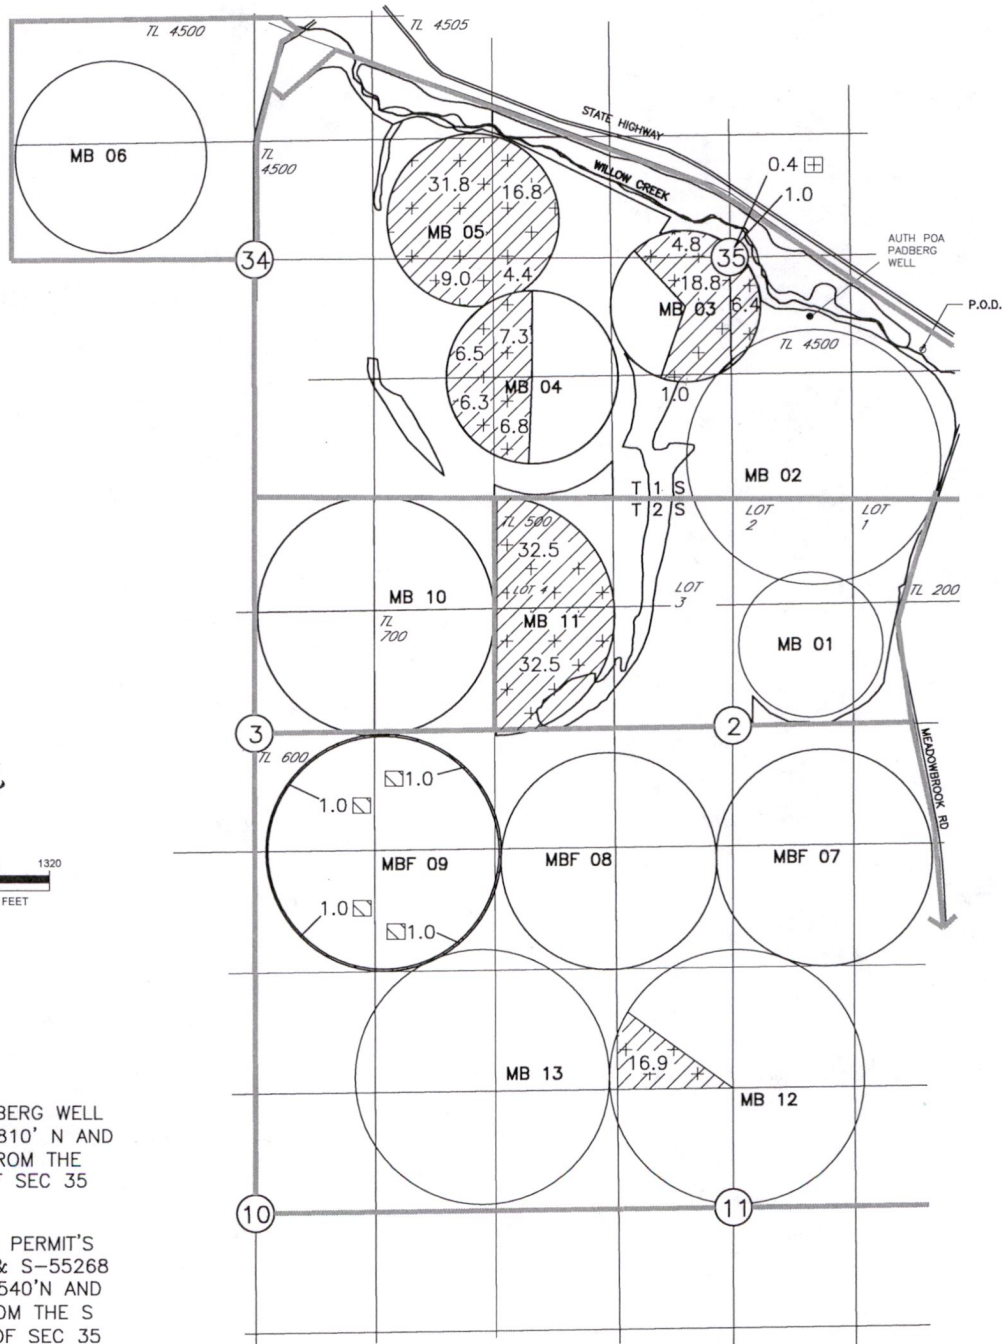 TL 4500
TL 4505
STATE HIGHWAY
WILLOW CREEK
MB 06
TL
4500
0.4
1.0
31.8
16.8
MB 05
9.0
4.4
4.8
35
AUTH POA
PADBERG
WELL
34
18.8
MB 03
6.4
P.O.D.
7.3
TL 4500
6.5
MB 04
6.3
6.8
1.0
MB 02
T 1 S
T 2 S
LOT
2
LOT
1
TL 500
32.5
LOT 4
LOT
3
TL 200
MB 10
TL
700
MB 11
32.5
MB 01
3
2
TL 600
MEADOWBROOK RD
1.0
1.0
1320
FEET
MBF 09
MBF 08
MBF 07
1.0
1.0
MB 13
16.9
MB 12
BERG WELL
810' N AND
ROM THE
SEC 35
10
11
PERMIT'S
& S-55268
540'N AND
OM THE S
OF SEC 35